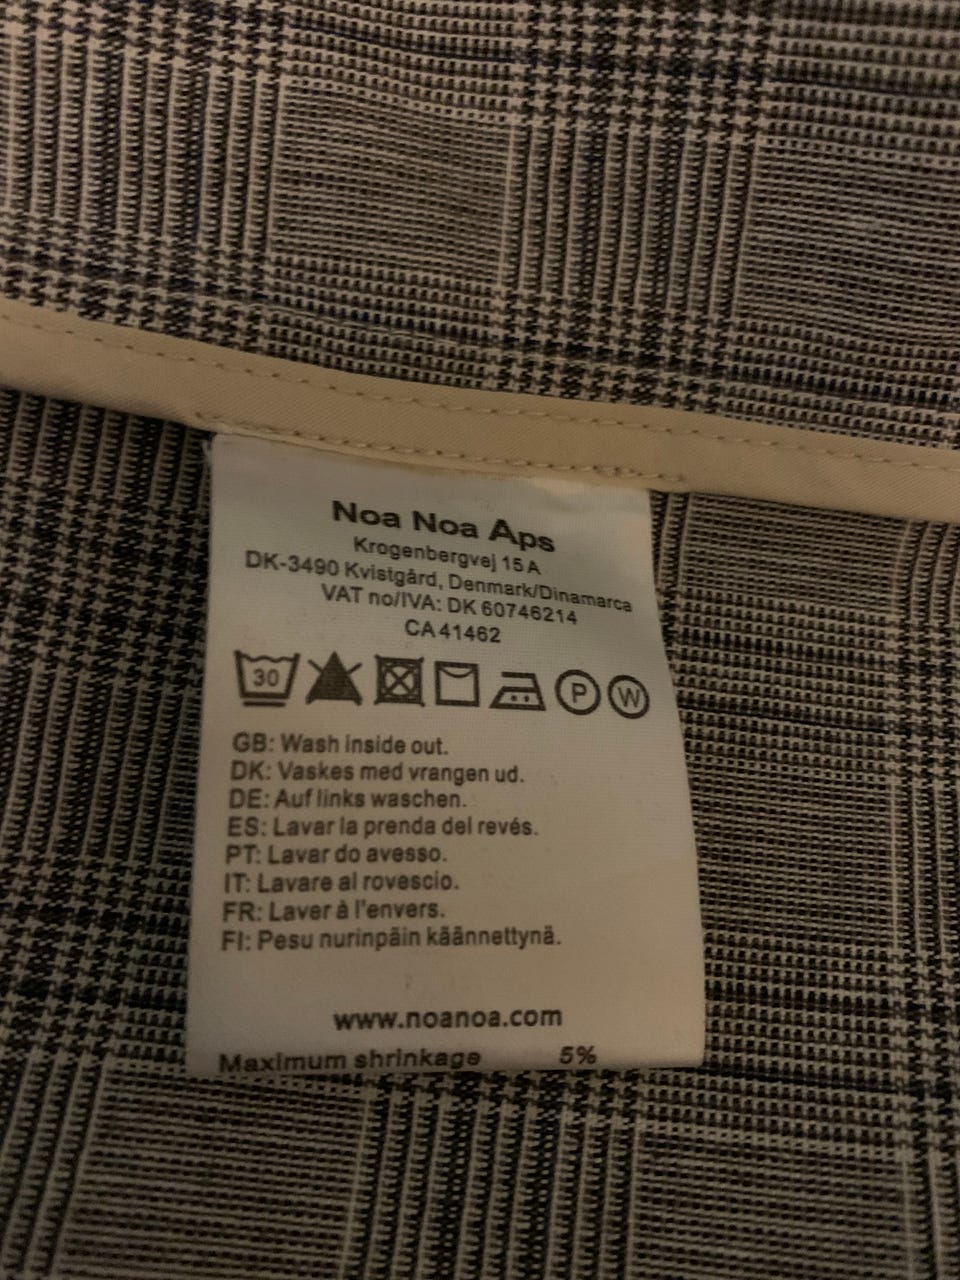 Noa Noa Aps
Krogenbergvej 15 A
DK-3490 Kvistgård, Denmark/Dinamarca
VAT no/IVA: DK 60746214
CA 41462
30 P W
GB: Wash inside out.
DK: Vaskes med vrangen ud.
DE: Auf links waschen.
ES: Lavar la prenda del revés.
PT: Lavar do avesso.
IT: Lavare al rovescio.
FR: Laver à l'envers.
FI: Pesu nurinpäin käännettynä.
www.noanoa.com
Maximum shrinkage 5%